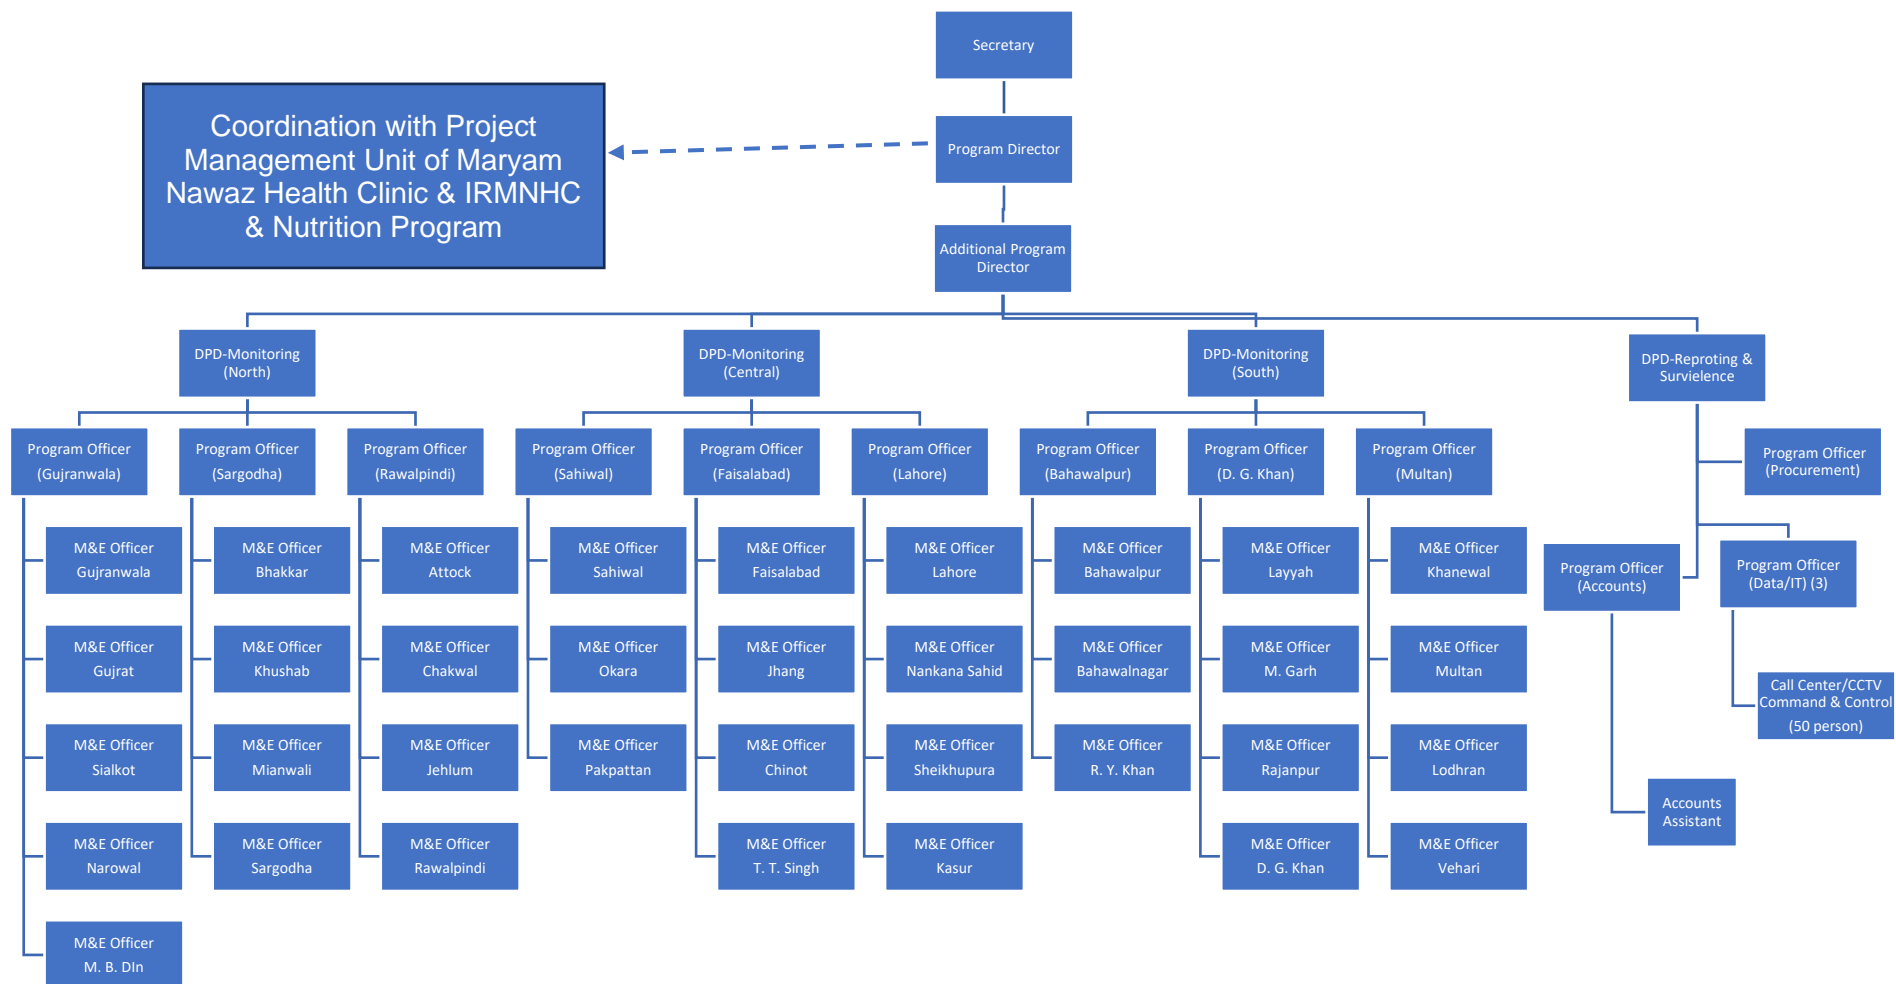 Secretary
Coordination with Project
Management Unit of Maryam
Nawaz Health Clinic & IRMNHC
& Nutrition Program
Program Director
Additional Program
Director
DPD-Monitoring
(North)
DPD-Monitoring
(Central)
DPD-Monitoring
(South)
DPD-Reproting &
Survielence
Program Officer
(Gujranwala)
Program Officer
(Sargodha)
Program Officer
(Rawalpindi)
Program Officer
(Sahiwal)
Program Officer
(Faisalabad)
Program Officer
(Lahore)
Program Officer
(Bahawalpur)
Program Officer
(D. G. Khan)
Program Officer
(Multan)
Program Officer
(Procurement)
M&E Officer
Gujranwala
M&E Officer
Bhakkar
M&E Officer
Attock
M&E Officer
Sahiwal
M&E Officer
Faisalabad
M&E Officer
Lahore
M&E Officer
Bahawalpur
M&E Officer
Layyah
M&E Officer
Khanewal
Program Officer
(Accounts)
Program Officer
(Data/IT) (3)
M&E Officer
Gujrat
M&E Officer
Khushab
M&E Officer
Chakwal
M&E Officer
Okara
M&E Officer
Jhang
M&E Officer
Nankana Sahid
M&E Officer
Bahawalnagar
M&E Officer
M. Garh
M&E Officer
Multan
Call Center/CCTV
Command & Control
(50 person)
M&E Officer
Sialkot
M&E Officer
Mianwali
M&E Officer
Jehlum
M&E Officer
Pakpattan
M&E Officer
Chinot
M&E Officer
Sheikhupura
M&E Officer
R. Y. Khan
M&E Officer
Rajanpur
M&E Officer
Lodhran
Accounts
Assistant
M&E Officer
Narowal
M&E Officer
Sargodha
M&E Officer
Rawalpindi
M&E Officer
T. T. Singh
M&E Officer
Kasur
M&E Officer
D. G. Khan
M&E Officer
Vehari
M&E Officer
M. B. DIn